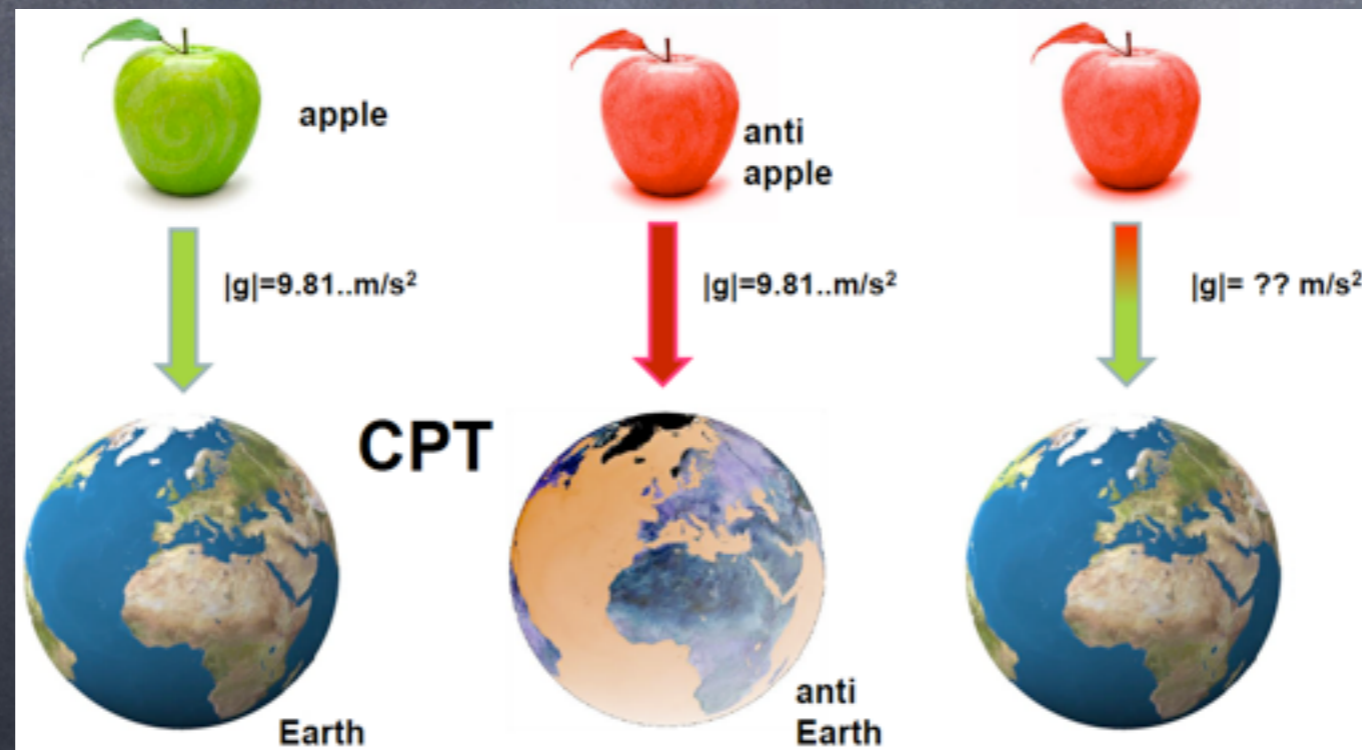 apple
anti
apple
|g|=9.81..m/s²
|g|=9.81..m/s²
|g|= ?? m/s²
CPT
Earth
anti
Earth